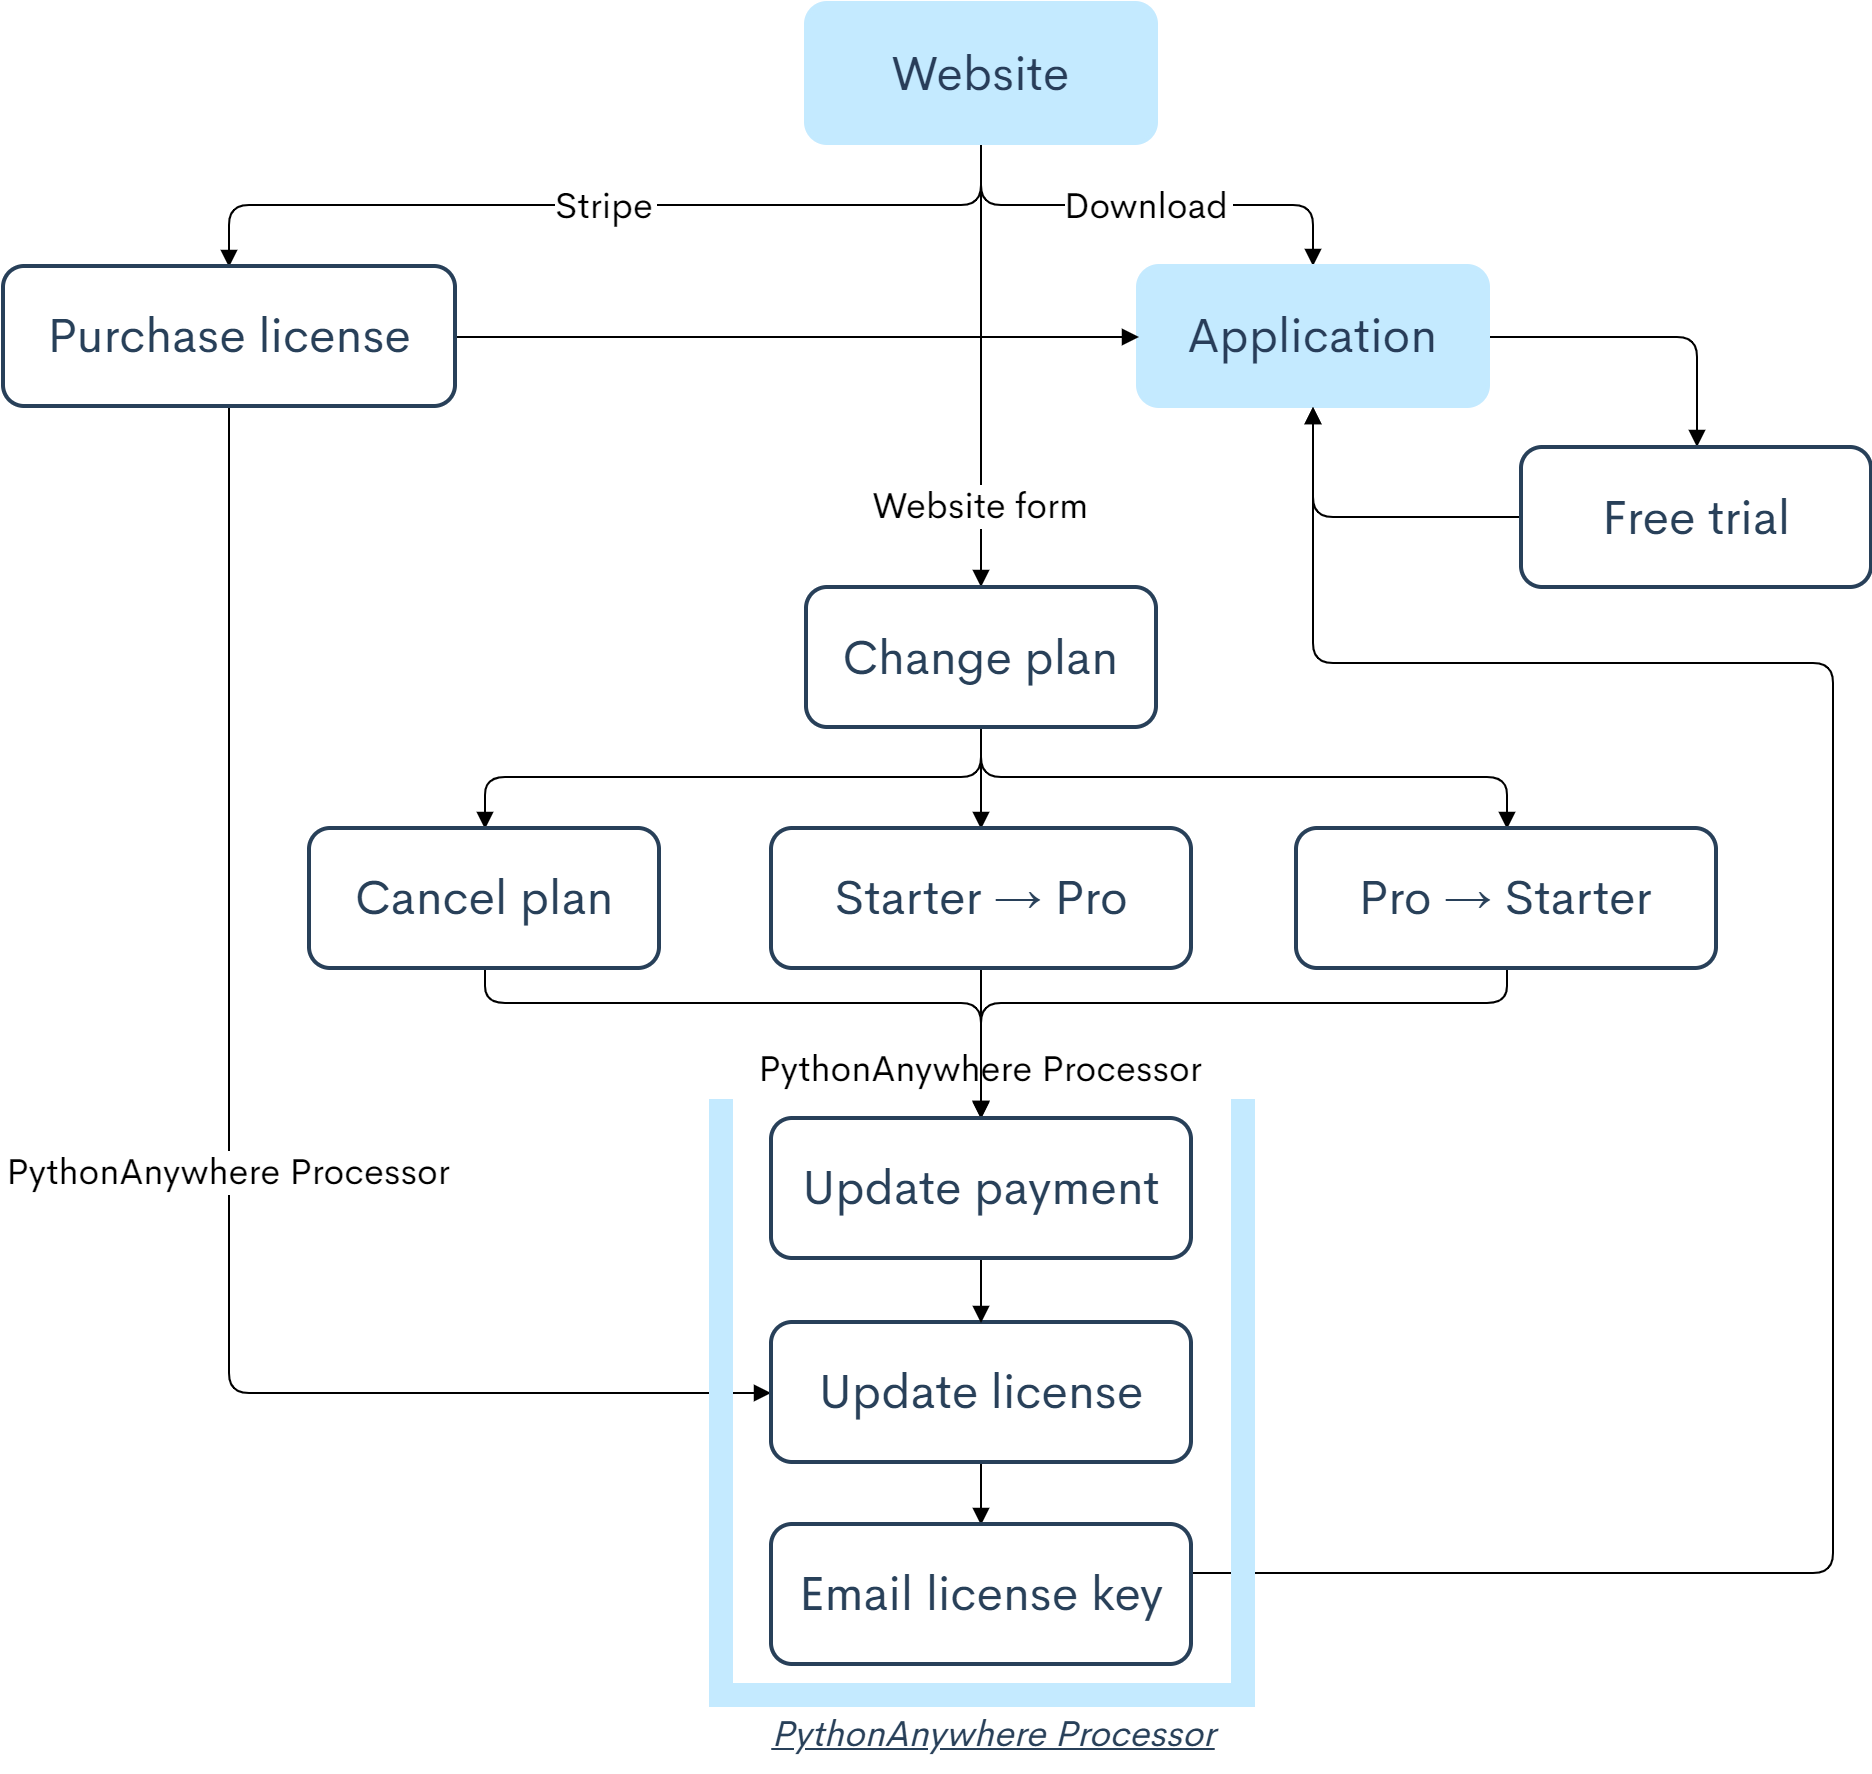 Website
Stripe
Download
Purchase license
Application
Website form
Free trial
Change plan
Cancel plan
Starter → Pro
Pro → Starter
PythonAnywhere Processor
PythonAnywhere Processor
Update payment
Update license
Email license key
PythonAnywhere Processor